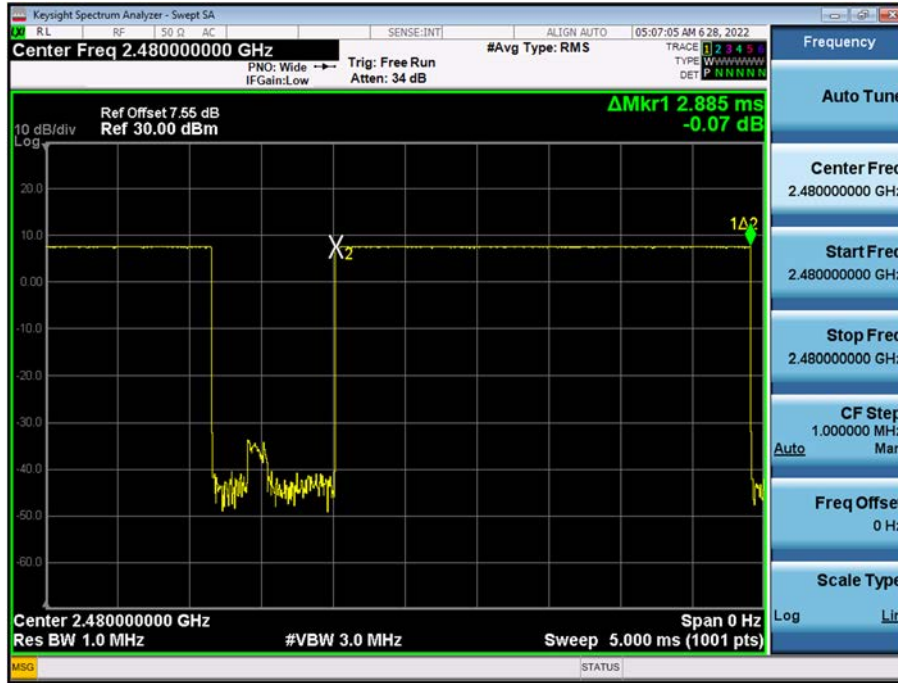 Keysight Spectrum Analyzer - Swept SA
RL RF 50 Ω AC SENSE:INT ALIGN AUTO 05:07:05 AM 6 28, 2022
Center Freq 2.480000000 GHz
PNO: Wide
IFGain:Low
Trig: Free Run
Atten: 34 dB
#Avg Type: RMS
TRACE 1 2 3 4 5 6
TYPE WWWWWW
DET P N N N N N
Ref Offset 7.55 dB
Ref 30.00 dBm
10 dB/div
Log
ΔMkr1 2.885 ms
-0.07 dB
20.0
10.0
0.00
-10.0
-20.0
-30.0
-40.0
-50.0
-60.0
2
1Δ2
Center 2.480000000 GHz
Span 0 Hz
Res BW 1.0 MHz
#VBW 3.0 MHz
Sweep 5.000 ms (1001 pts)
MSG
STATUS
Frequency
Auto Tune
Center Freq
2.480000000 GHz
Start Freq
2.480000000 GHz
Stop Freq
2.480000000 GHz
CF Step
1.000000 MHz
Auto Man
Freq Offset
0 Hz
Scale Type
Log Lin